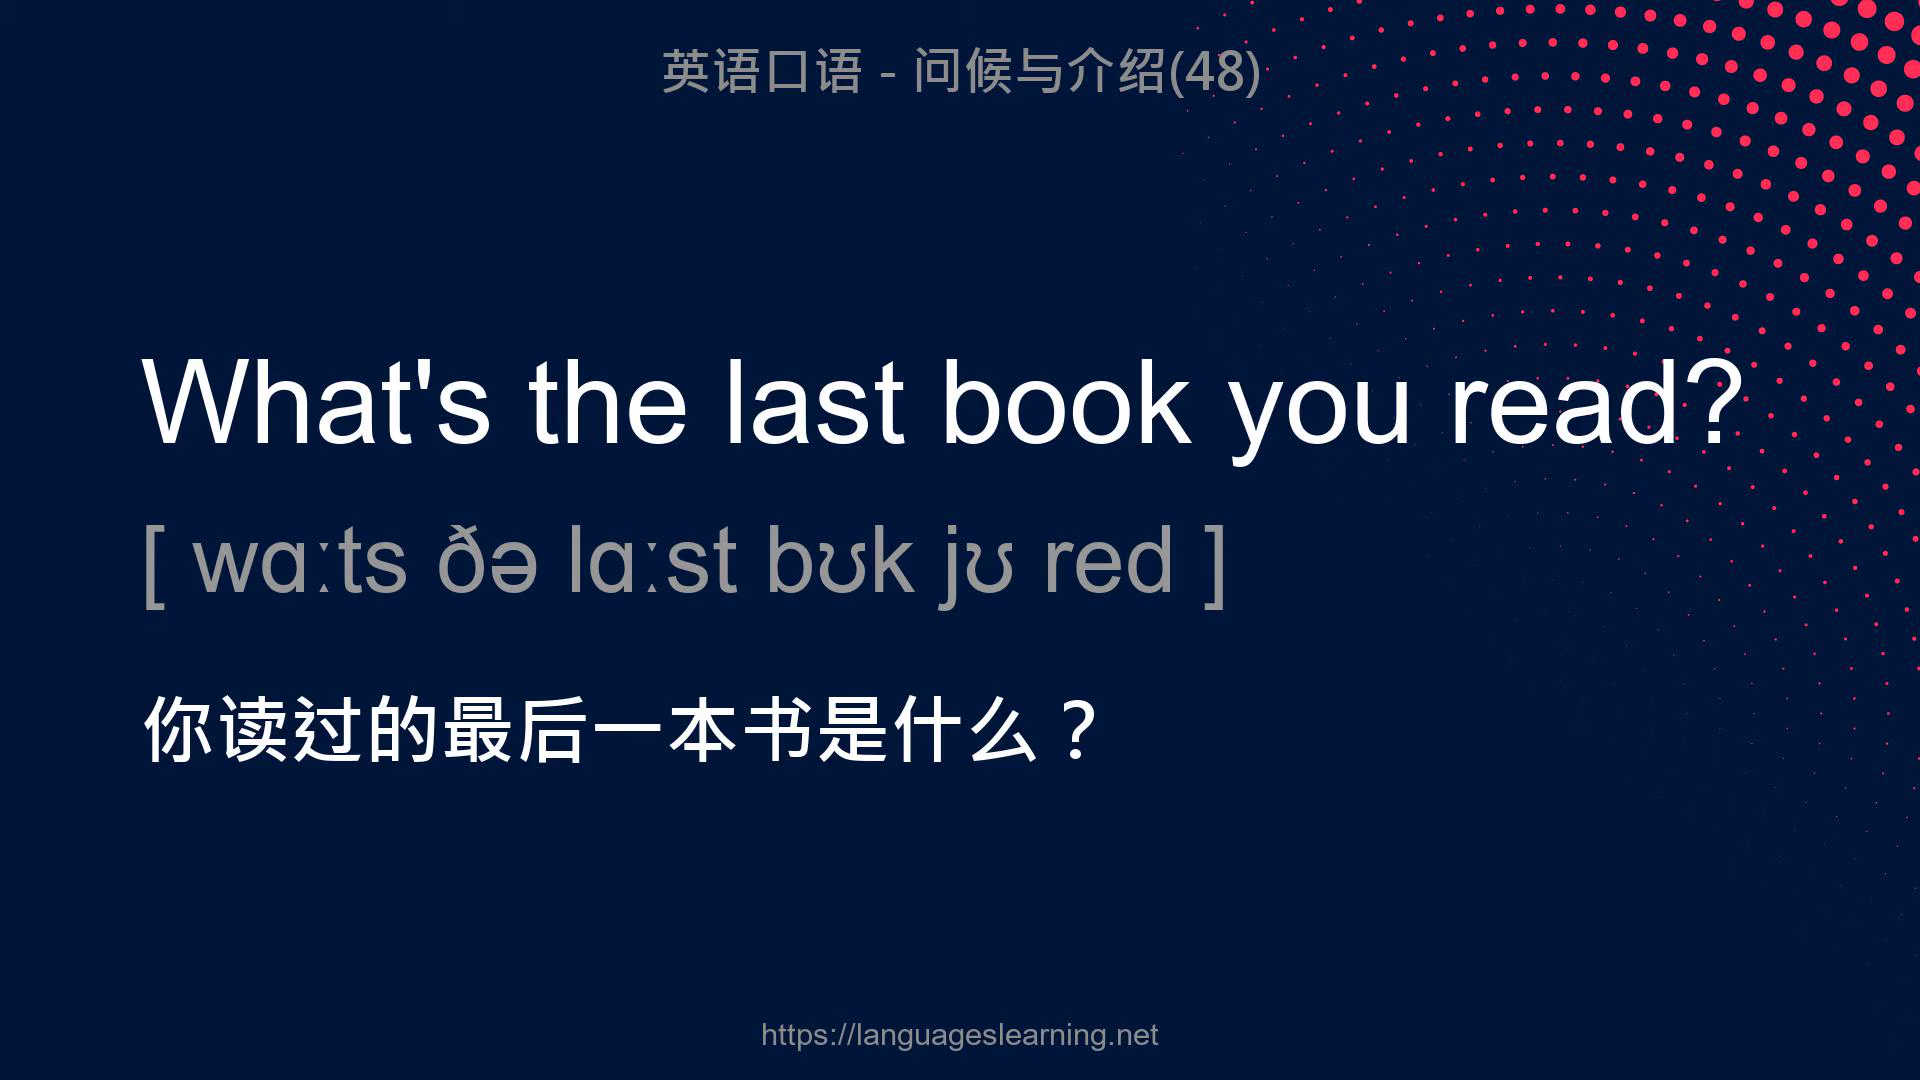 英语口语 - 问候与介绍(48)
What's the last book you read?
[ wɑːts ðə lɑːst bʊk jʊ red ]
你读过的最后一本书是什么？
https://languageslearning.net